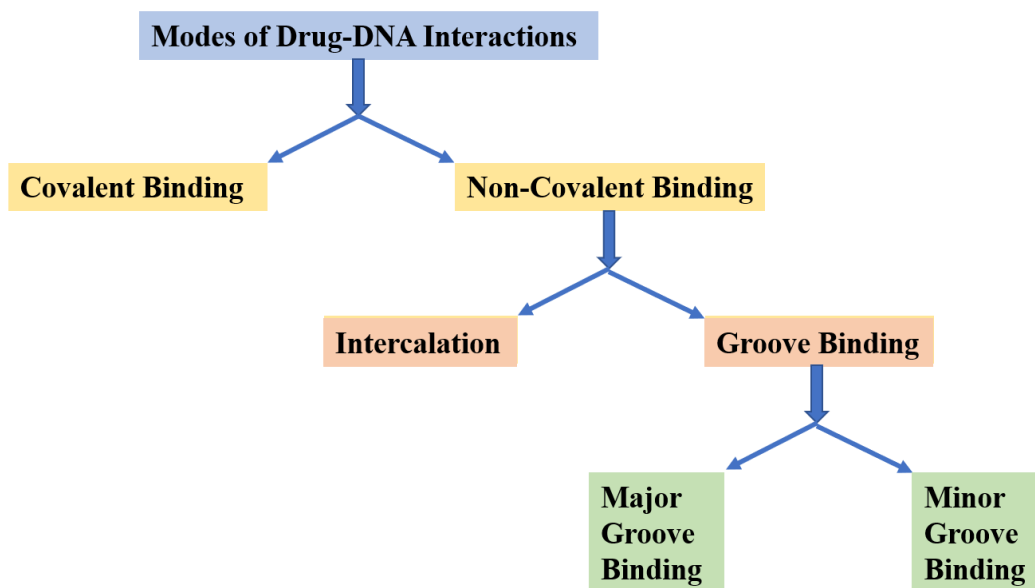 Modes of Drug-DNA Interactions
Covalent Binding
Non-Covalent Binding
Intercalation
Groove Binding
Major
Groove
Binding
Minor
Groove
Binding